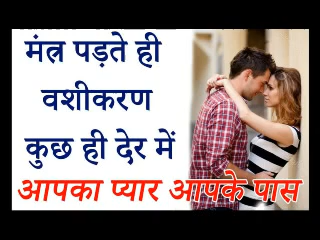 मंत्र पड़ते ही
वशीकरण
कुछ ही देर में
आपका प्यार आपके पास